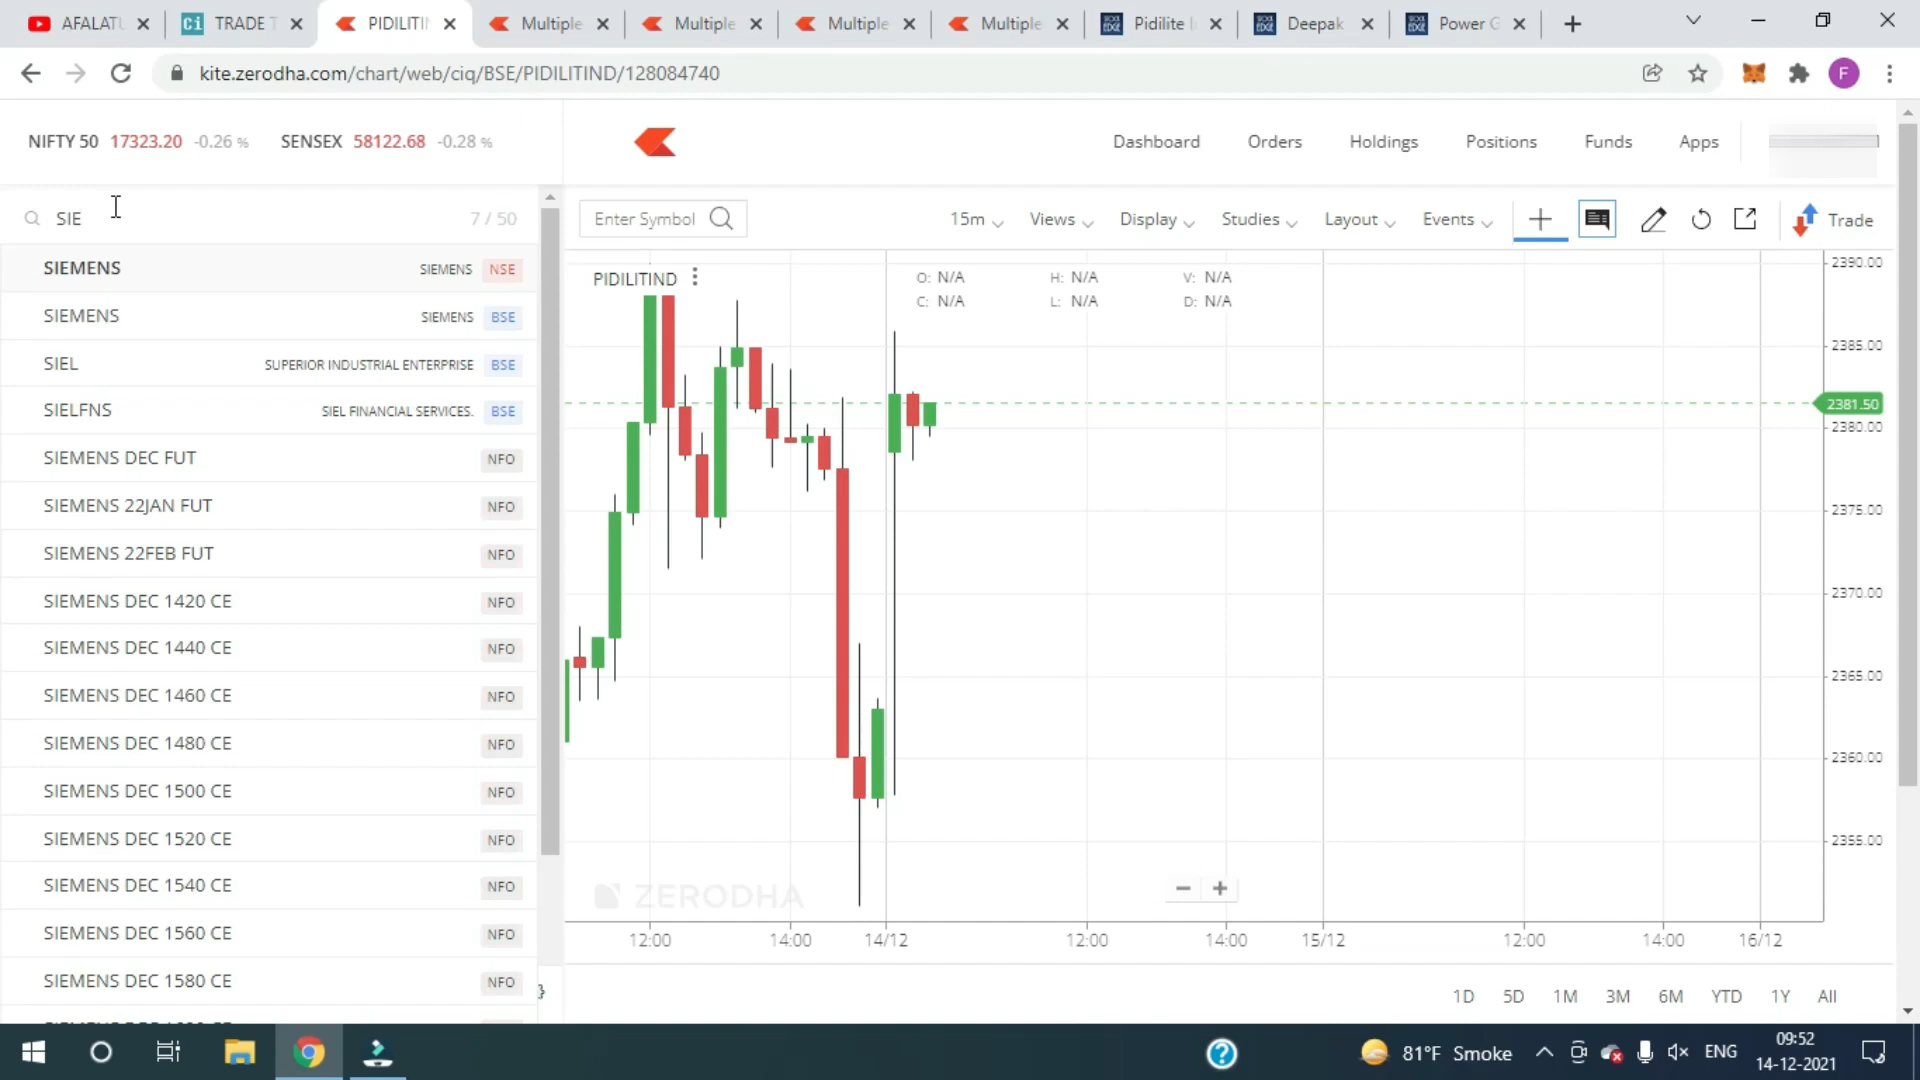 AFALATU
TRADE T
PIDILITIN
Multiple
Multiple
Multiple
Multiple
Pidilite I
Deepak
Power G
kite.zerodha.com/chart/web/ciq/BSE/PIDILITIND/128084740
F
NIFTY 50 17323.20 -0.26 % SENSEX 58122.68 -0.28 %
Dashboard Orders Holdings Positions Funds Apps
SIE 7 / 50
Enter Symbol 15m Views Display Studies Layout Events Trade
SIEMENS SIEMENS NSE
SIEMENS SIEMENS BSE
SIEL SUPERIOR INDUSTRIAL ENTERPRISE BSE
SIELFNS SIEL FINANCIAL SERVICES. BSE
SIEMENS DEC FUT NFO
SIEMENS 22JAN FUT NFO
SIEMENS 22FEB FUT NFO
SIEMENS DEC 1420 CE NFO
SIEMENS DEC 1440 CE NFO
SIEMENS DEC 1460 CE NFO
SIEMENS DEC 1480 CE NFO
SIEMENS DEC 1500 CE NFO
SIEMENS DEC 1520 CE NFO
SIEMENS DEC 1540 CE NFO
SIEMENS DEC 1560 CE NFO
SIEMENS DEC 1580 CE NFO
PIDILITIND
O: N/A H: N/A V: N/A
C: N/A L: N/A D: N/A
2390.00
2385.00
2381.50
2380.00
2375.00
2370.00
2365.00
2360.00
2355.00
ZERODHA
12:00 14:00 14/12 12:00 14:00 15/12 12:00 14:00 16/12
1D 5D 1M 3M 6M YTD 1Y All
81°F Smoke ENG
09:52
14-12-2021